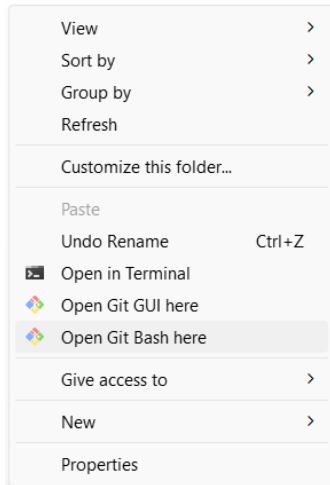 View
Sort by
Group by
Refresh
Customize this folder...
Paste
Undo Rename Ctrl+Z
Open in Terminal
Open Git GUI here
Open Git Bash here
Give access to
New
Properties